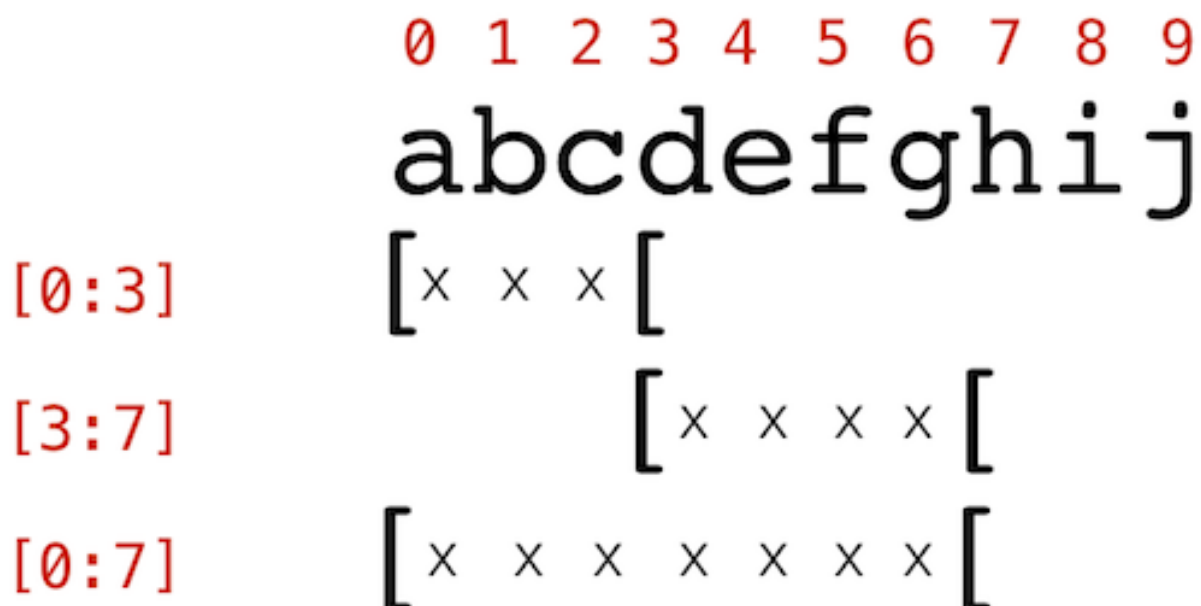 0 1 2 3 4 5 6 7 8 9
abcdefghij
[0:3] [x x x[
[3:7] [x x x x[
[0:7] [x x x x x x x[